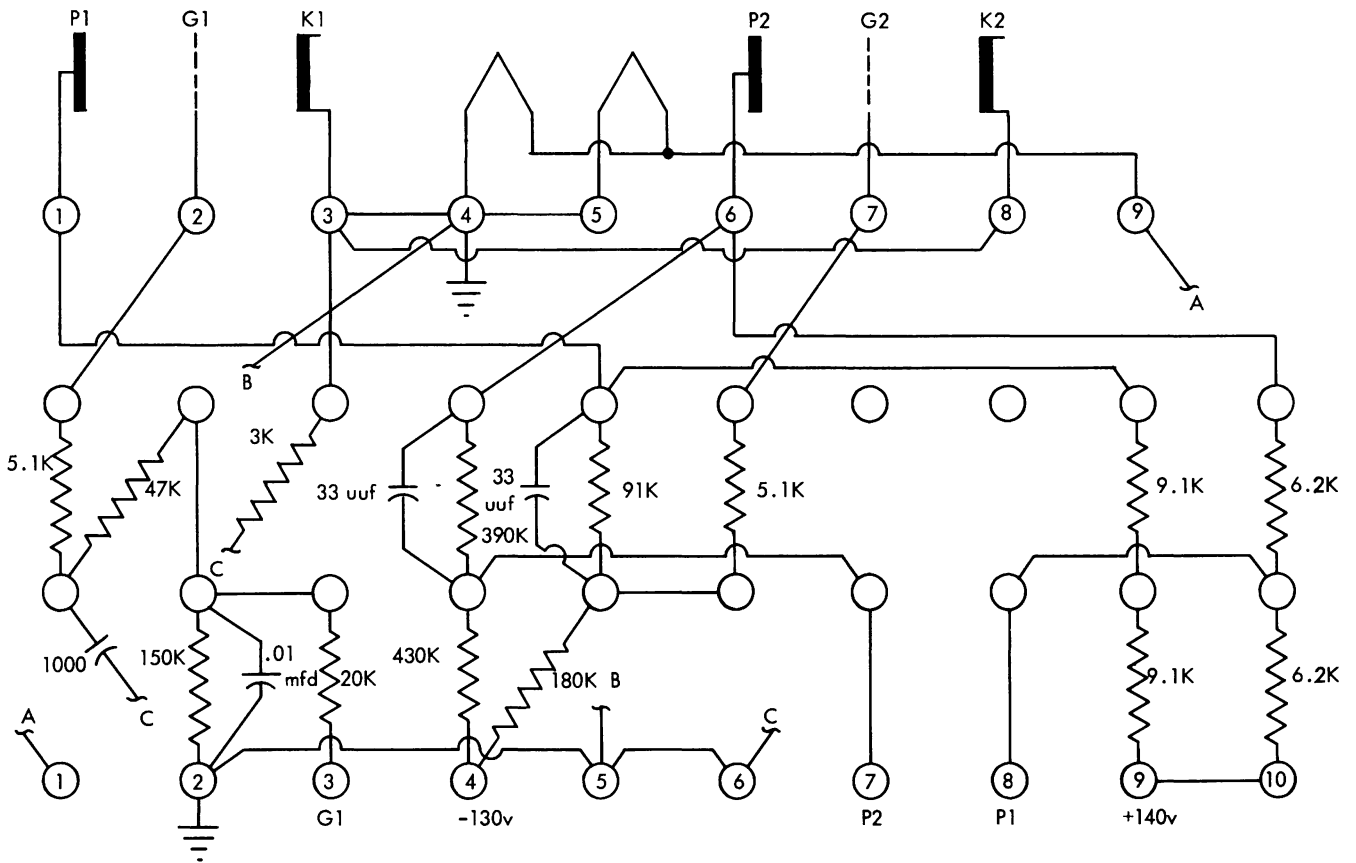 P1 G1 K1 P2 G2 K2
1 2 3 4 5 6 7 8 9
A
B
3K
5.1K 47K 33 uuf 33 uuf 91K 5.1K 9.1K 6.2K
390K
C
1000 150K .01 mfd 20K 430K 180K B 9.1K 6.2K
A C C
1 2 3 4 5 6 7 8 9 10
G1 -130v P2 P1 +140v